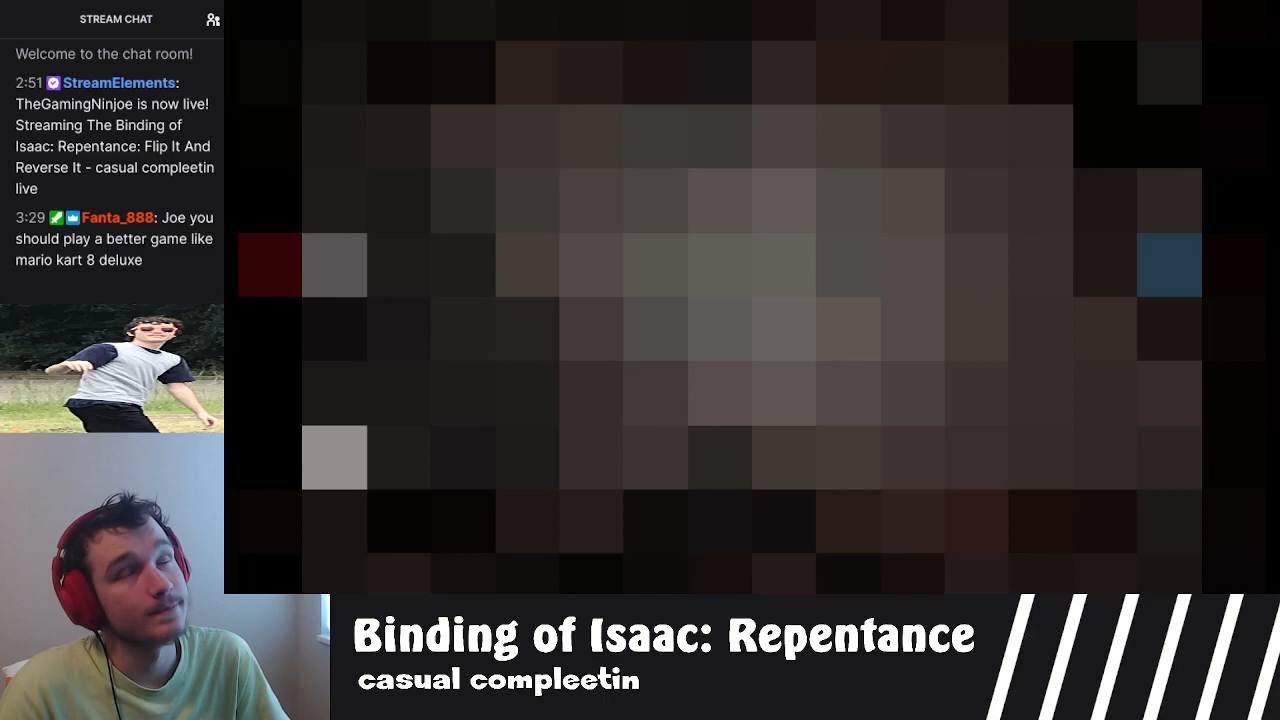 STREAM CHAT
Welcome to the chat room!
2:51 StreamElements:
TheGamingNinjoe is now live!
Streaming The Binding of
Isaac: Repentance: Flip It And
Reverse It - casual compleetin
live
3:29 Fanta_888: Joe you
should play a better game like
mario kart 8 deluxe
Binding of Isaac: Repentance
casual compleetin